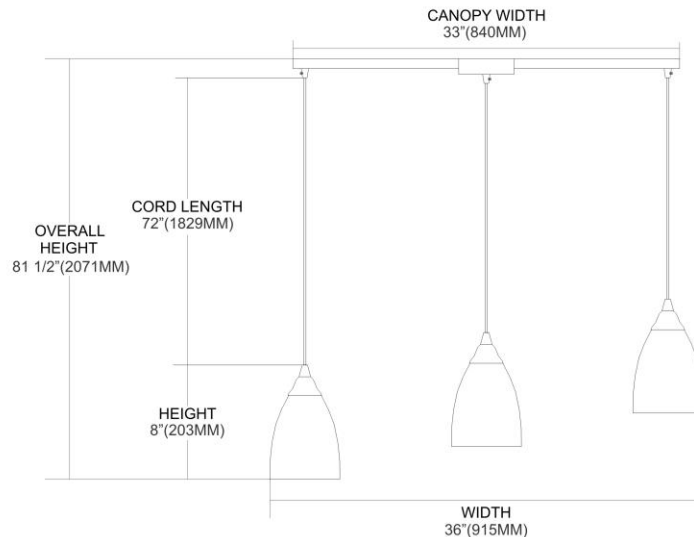 CANOPY WIDTH
33”(840MM)
CORD LENGTH
72”(1829MM)
OVERALL
HEIGHT
81 1/2”(2071MM)
HEIGHT
8”(203MM)
WIDTH
36”(915MM)